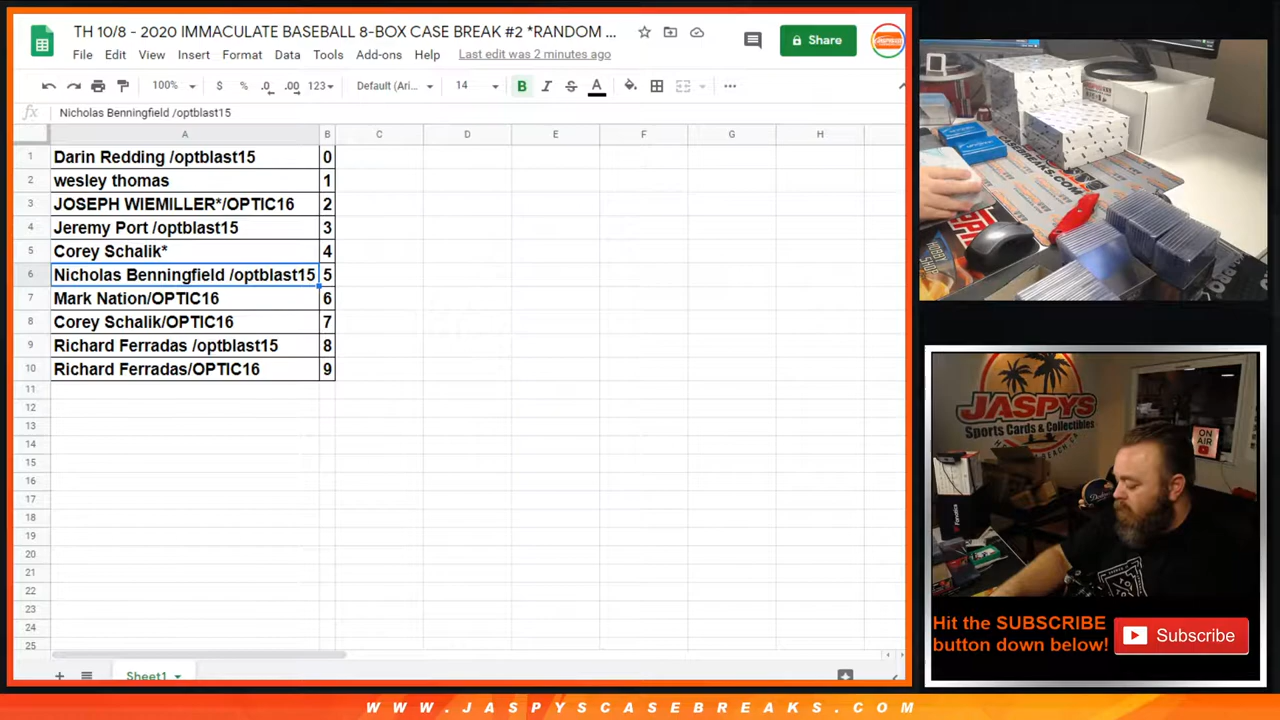 TH 10/8 - 2020 IMMACULATE BASEBALL 8-BOX CASE BREAK #2 *RANDOM ...
File Edit View Insert Format Data Tools Add-ons Help Last edit was 2 minutes ago
Share
100% $ % .0 .00 123 Default (Ari... 14 B I S A
fx Nicholas Benningfield /optblast15
A B C D E F G H
1 Darin Redding /optblast15 0
2 wesley thomas 1
3 JOSEPH WIEMILLER*/OPTIC16 2
4 Jeremy Port /optblast15 3
5 Corey Schalik* 4
6 Nicholas Benningfield /optblast15 5
7 Mark Nation/OPTIC16 6
8 Corey Schalik/OPTIC16 7
9 Richard Ferradas /optblast15 8
10 Richard Ferradas/OPTIC16 9
11
12
13
14
15
16
17
18
19
20
21
22
23
24
25
Sheet1
JASPYS
Sports Cards & Collectibles
ON
AIR
Fanatics
HOBBY
SHOP
Hit the SUBSCRIBE
button down below!
Subscribe
WWW.JASPYSCASEBREAKS.COM